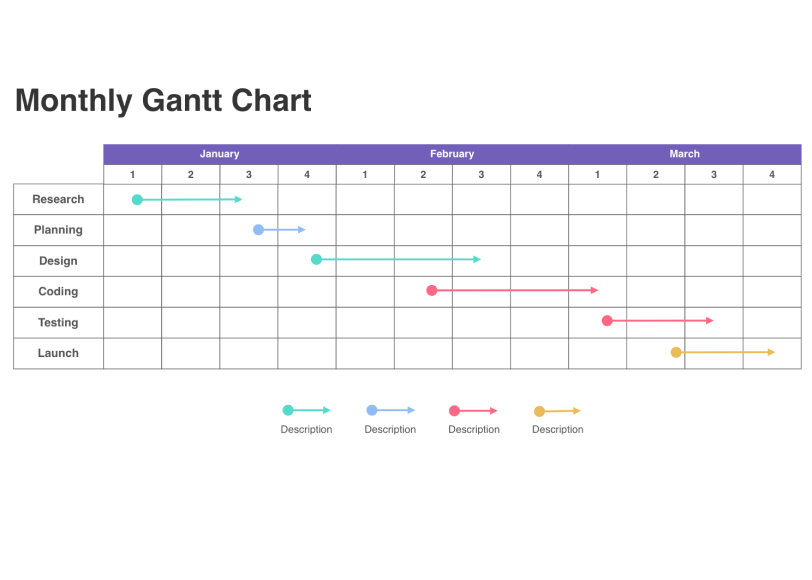 Monthly Gantt Chart
January February March
1 2 3 4 1 2 3 4 1 2 3 4
Research
Planning
Design
Coding
Testing
Launch
Description Description Description Description